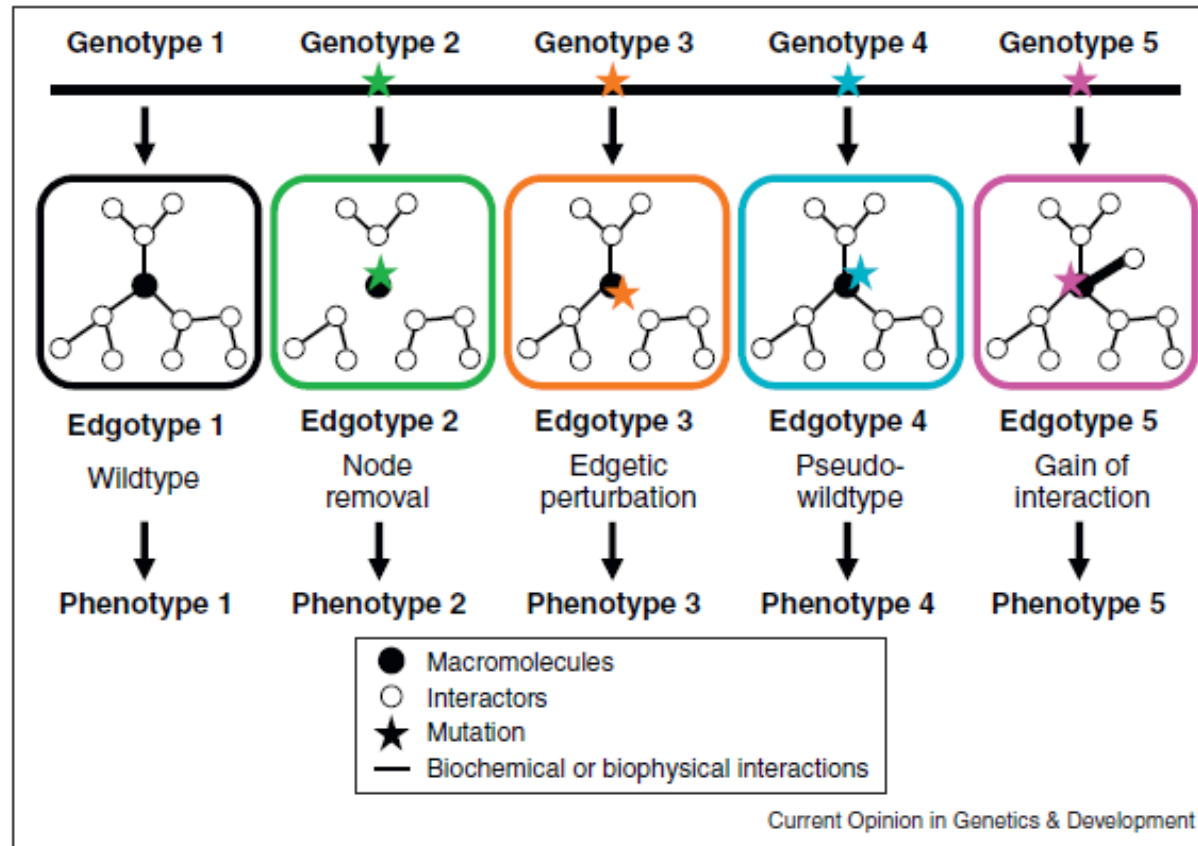 Genotype 1 Genotype 2 Genotype 3 Genotype 4 Genotype 5
Edgotype 1 Edgotype 2 Edgotype 3 Edgotype 4 Edgotype 5
Wildtype Node Edgetic Pseudo- Gain of
removal perturbation wildtype interaction
Phenotype 1 Phenotype 2 Phenotype 3 Phenotype 4 Phenotype 5
Macromolecules
Interactors
Mutation
Biochemical or biophysical interactions
Current Opinion in Genetics & Development